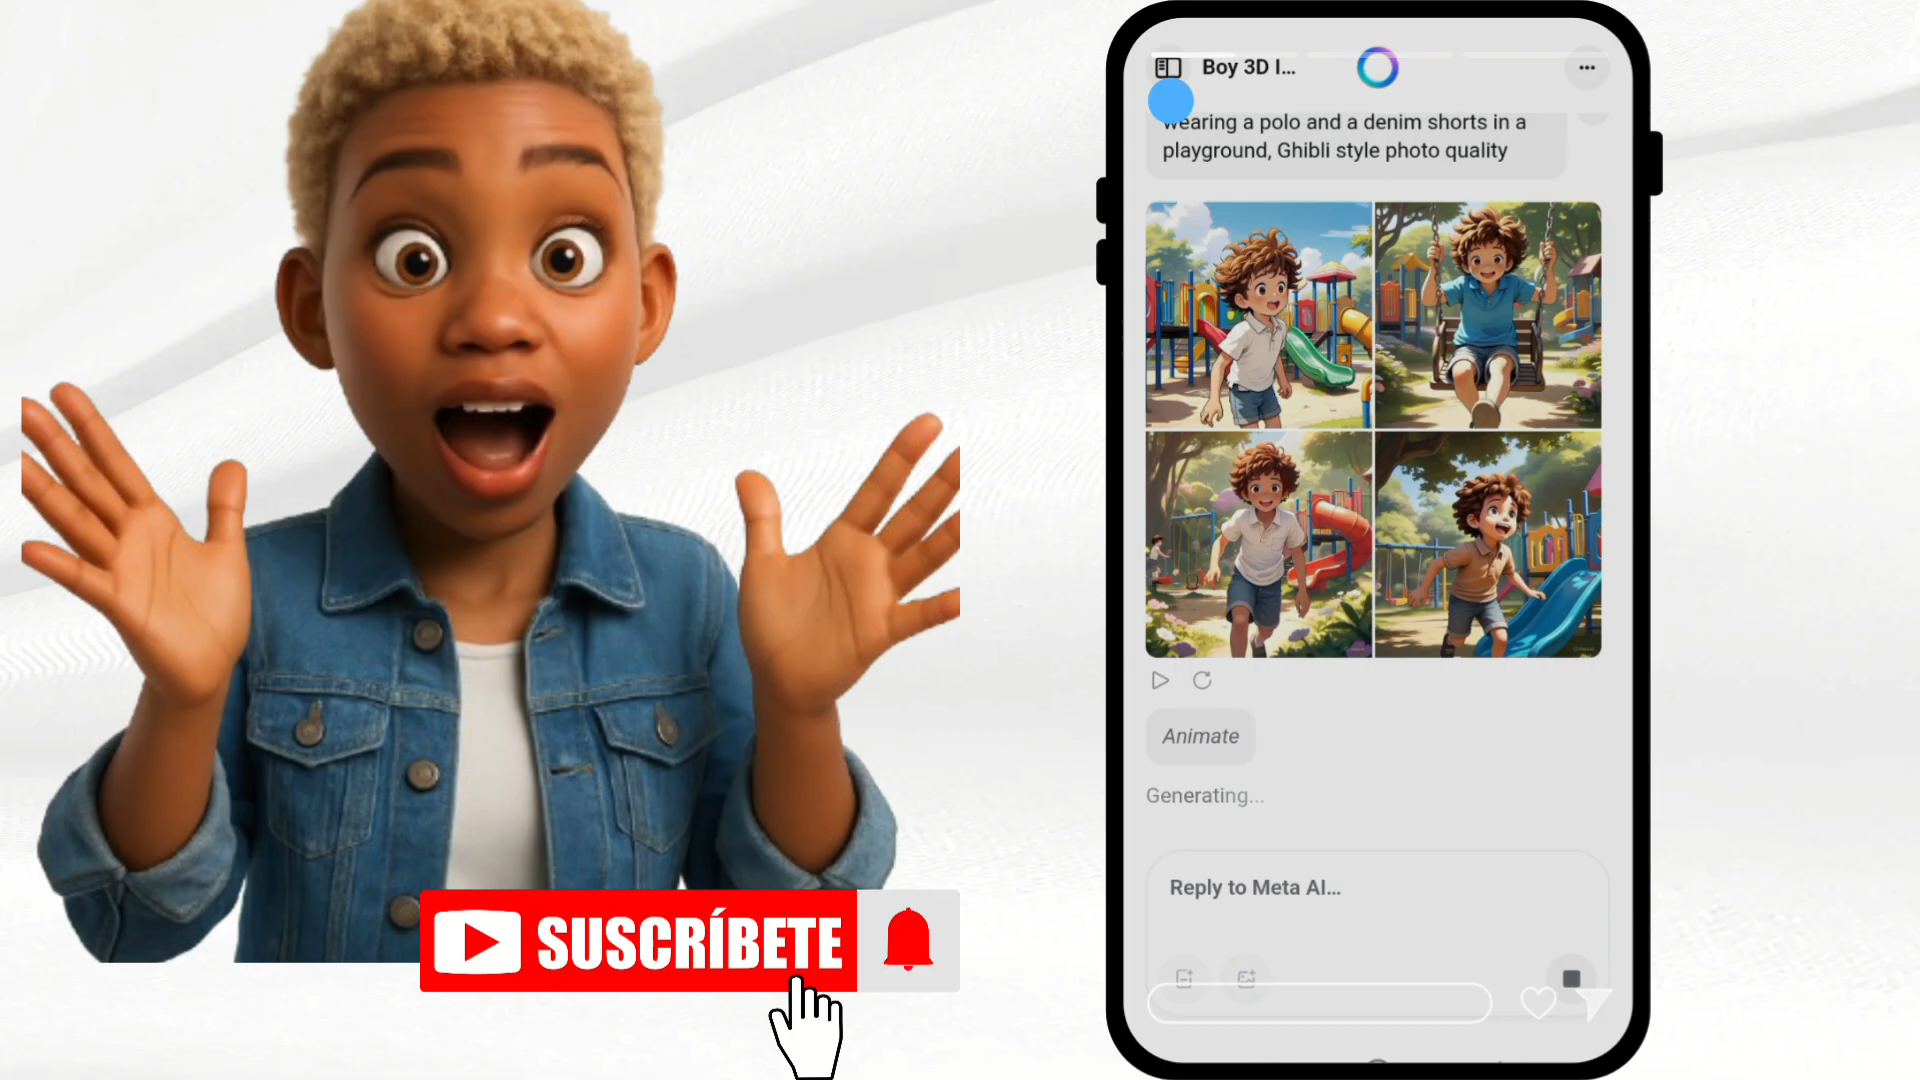 Boy 3D I...
wearing a polo and a denim shorts in a
playground, Ghibli style photo quality
Animate
Generating...
Reply to Meta AI...
SUSCRÍBETE